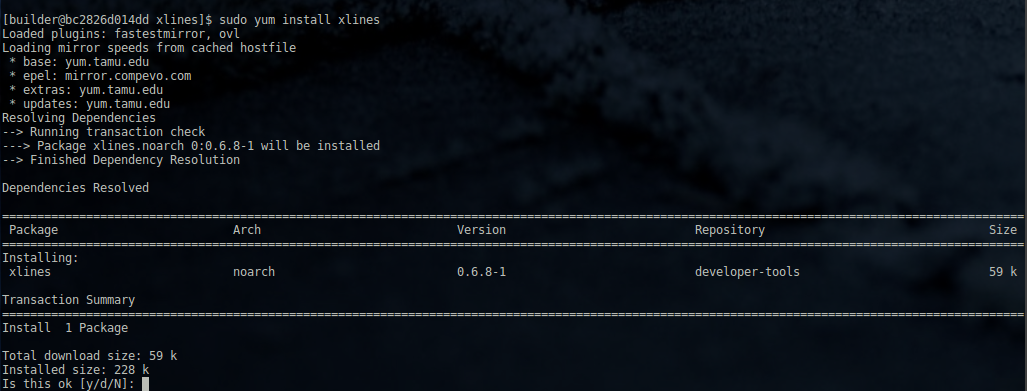 [builder@bc2826d014dd xlines]$ sudo yum install xlines
Loaded plugins: fastestmirror, ovl
Loading mirror speeds from cached hostfile
 * base: yum.tamu.edu
 * epel: mirror.compevo.com
 * extras: yum.tamu.edu
 * updates: yum.tamu.edu
Resolving Dependencies
--> Running transaction check
---> Package xlines.noarch 0:0.6.8-1 will be installed
--> Finished Dependency Resolution

Dependencies Resolved

Package Arch Version Repository Size
Installing:
 xlines noarch 0.6.8-1 developer-tools 59 k

Transaction Summary
Install  1 Package

Total download size: 59 k
Installed size: 228 k
Is this ok [y/d/N]: